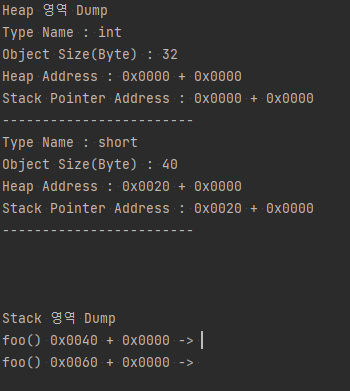 Heap 영역 Dump
Type Name : int
Object Size(Byte) : 32
Heap Address : 0x0000 + 0x0000
Stack Pointer Address : 0x0000 + 0x0000
------------------------
Type Name : short
Object Size(Byte) : 40
Heap Address : 0x0020 + 0x0000
Stack Pointer Address : 0x0020 + 0x0000
------------------------
Stack 영역 Dump
foo() 0x0040 + 0x0000 ->
foo() 0x0060 + 0x0000 ->